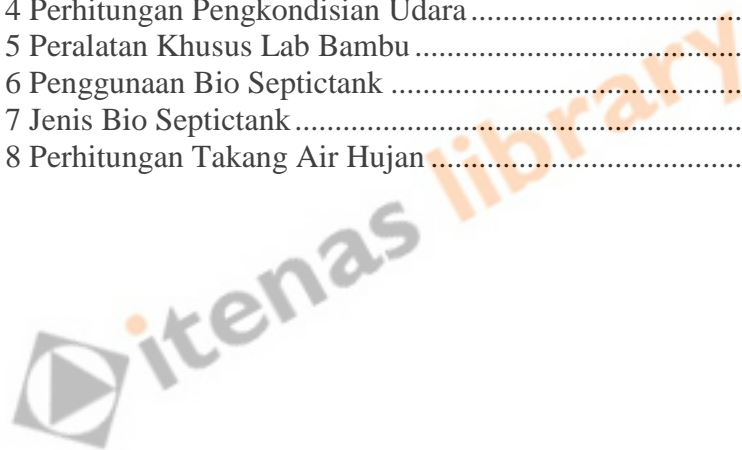 4 Perhitungan Pengkondisian Udara ......................................
5 Peralatan Khusus Lab Bambu ..............................................
6 Penggunaan Bio Septictank .................................................
7 Jenis Bio Septictank ..............................................................
8 Perhitungan Takang Air Hujan ...........................................
itenas library